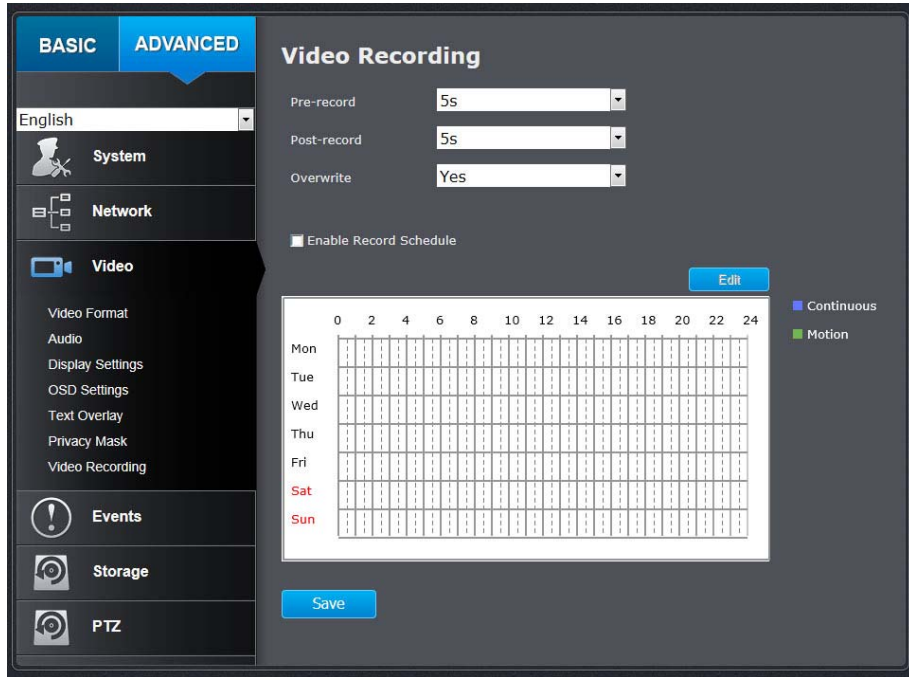 BASIC
ADVANCED
English
System
Network
Video
Video Format
Audio
Display Settings
OSD Settings
Text Overlay
Privacy Mask
Video Recording
Events
Storage
PTZ
Video Recording
Pre-record 5s
Post-record 5s
Overwrite Yes
Enable Record Schedule
Edit
0 2 4 6 8 10 12 14 16 18 20 22 24
Mon
Tue
Wed
Thu
Fri
Sat
Sun
Continuous
Motion
Save